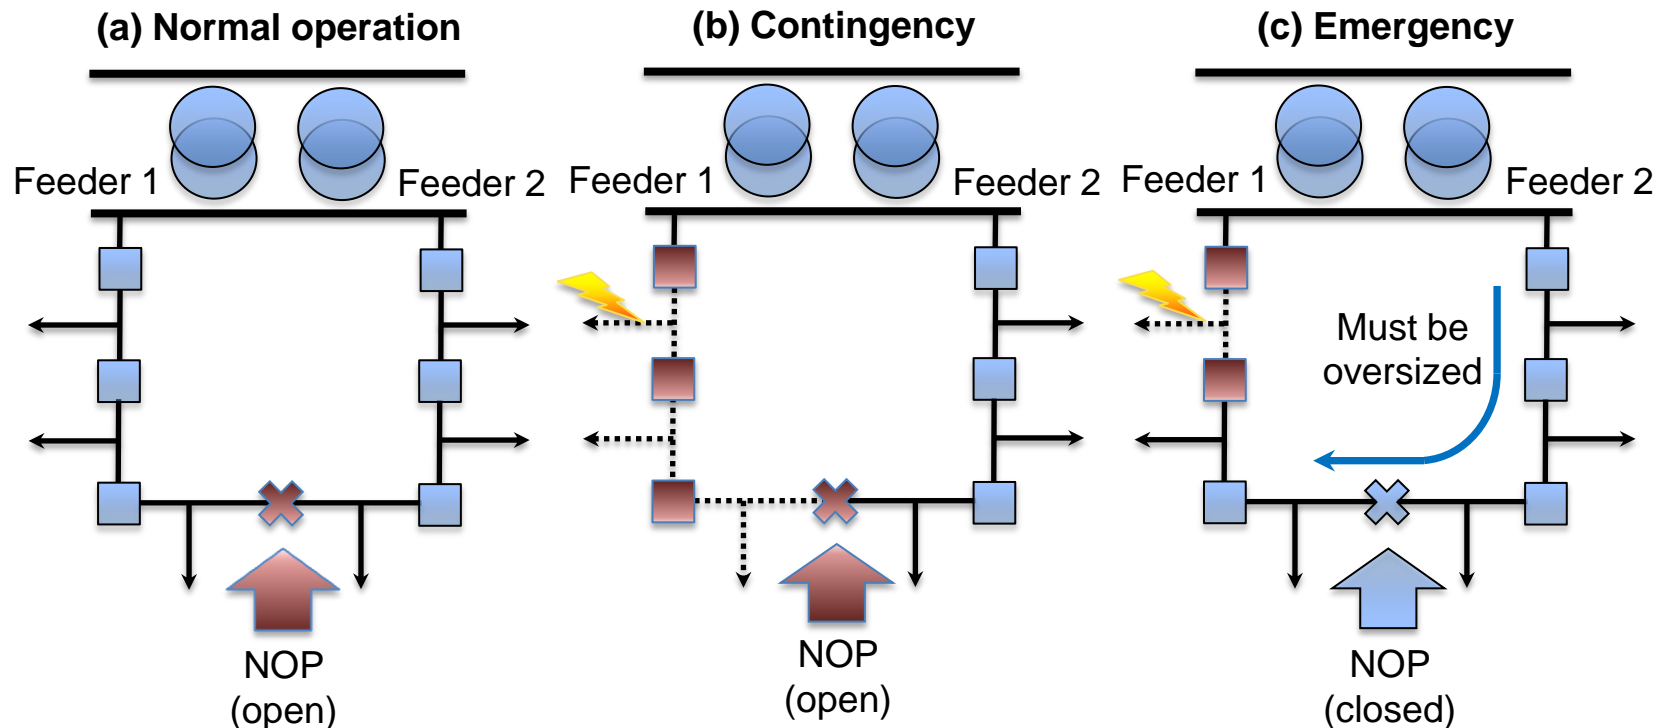 (a) Normal operation
(b) Contingency
(c) Emergency
Feeder 1
Feeder 2
Feeder 1
Feeder 2
Feeder 1
Feeder 2
Must be
oversized
NOP
(open)
NOP
(open)
NOP
(closed)